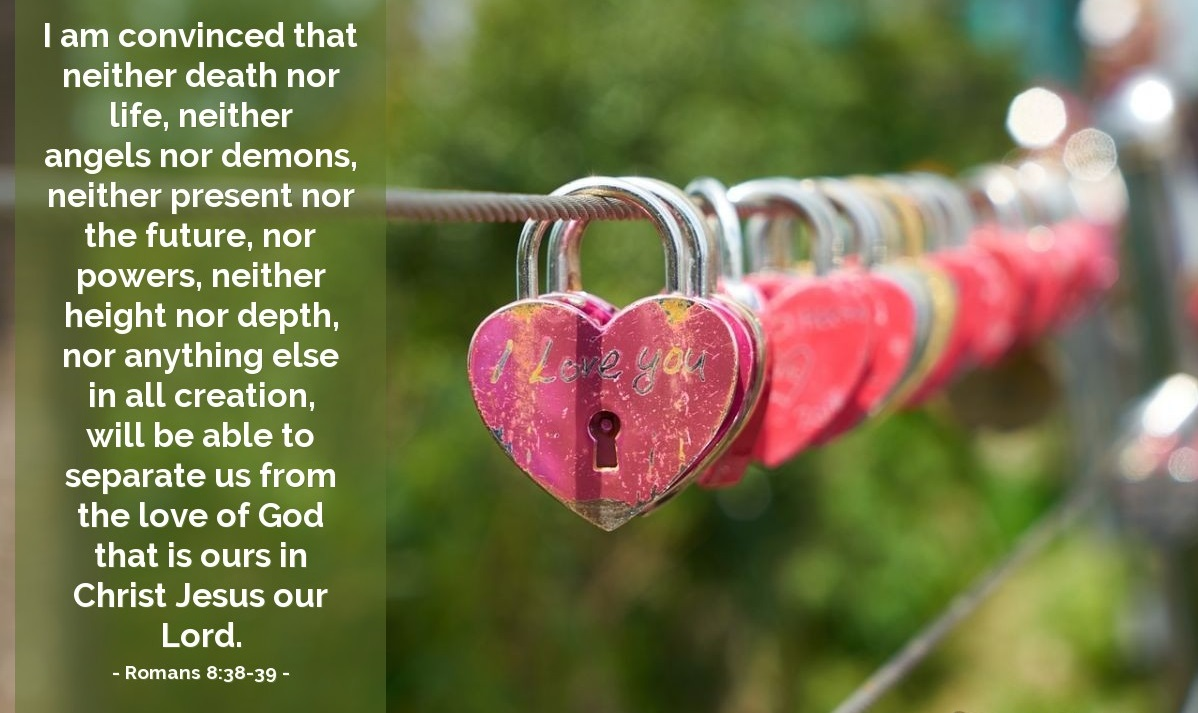 I am convinced that
neither death nor
life, neither
angels nor demons,
neither present nor
the future, nor
powers, neither
height nor depth,
nor anything else
in all creation,
will be able to
separate us from
the love of God
that is ours in
Christ Jesus our
Lord.
- Romans 8:38-39 -
I Love you